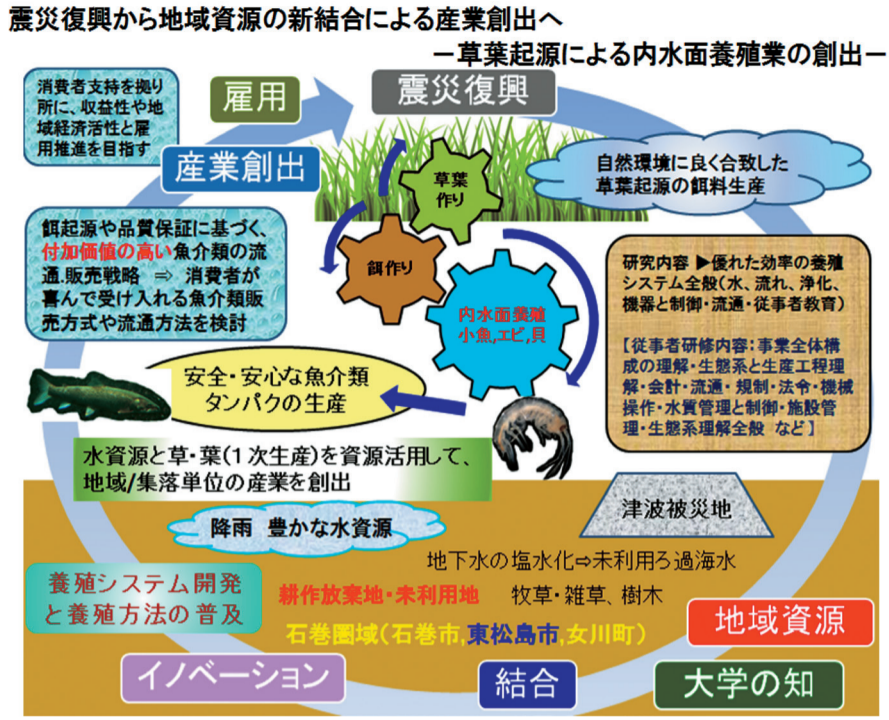 震災復興から地域資源の新結合による産業創出へ
－草葉起源による内水面養殖業の創出－
消費者支持を拠り
所に、収益性や地
域経済活性と雇
用推進を目指す
雇用
震災復興
産業創出
草葉
作り
自然環境に良く合致した
草葉起源の餌料生産
餌起源や品質保証に基づく、
付加価値の高い魚介類の流
通.販売戦略 ⇒ 消費者が
喜んで受け入れる魚介類販
売方式や流通方法を検討
餌作り
内水面養殖
小魚,エビ,貝
研究内容 ▶優れた効率の養殖
システム全般(水、流れ、浄化、
機器と制御・流通・従事者教育)
【従事者研修内容:事業全体構
成の理解・生態系と生産工程理
解・会計・流通・規制・法令・機械
操作・水質管理と制御・施設管
理・生態系理解全般 など】
安全・安心な魚介類
タンパクの生産
水資源と草・葉(1次生産)を資源活用して、
地域/集落単位の産業を創出
津波被災地
降雨 豊かな水資源
地下水の塩水化⇨未利用ろ過海水
養殖システム開発
と養殖方法の普及
耕作放棄地・未利用地
牧草・雑草、樹木
石巻圏域(石巻市,東松島市,女川町)
地域資源
イノベーション
結合
大学の知